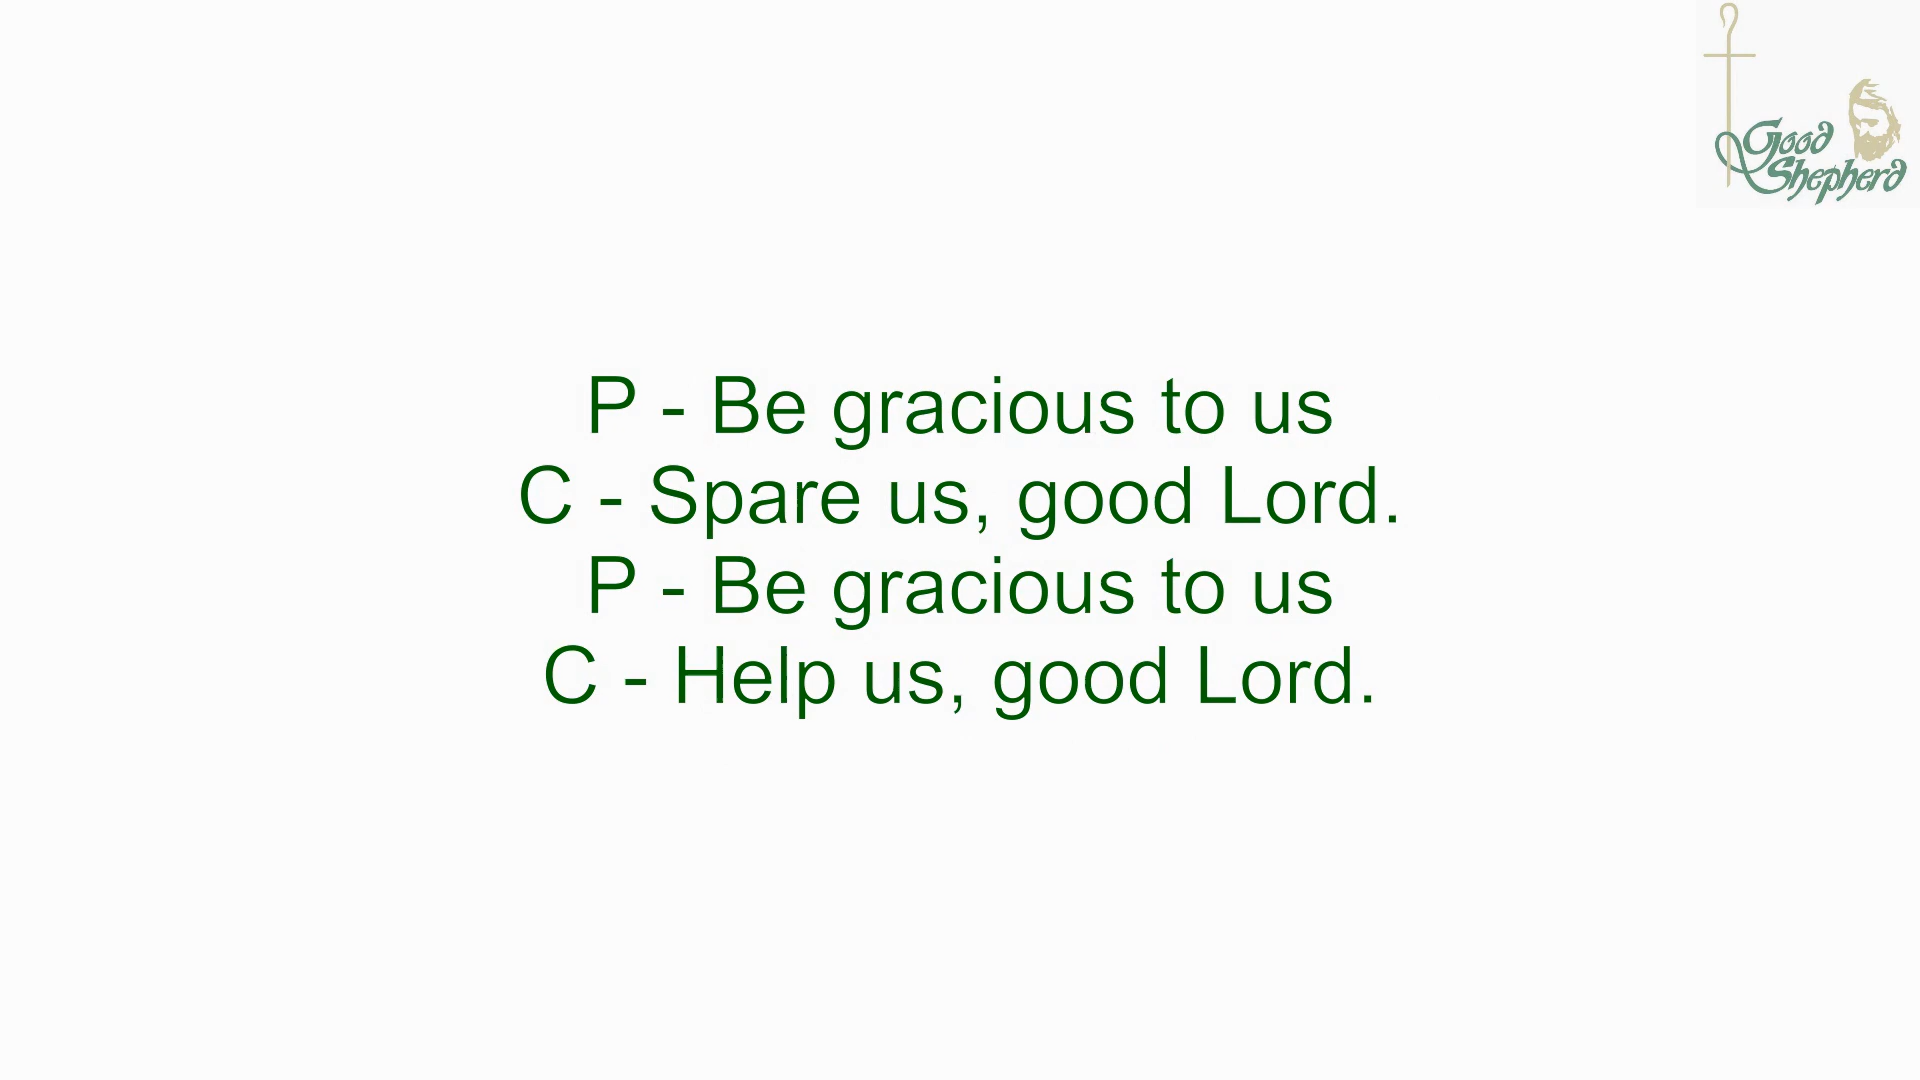 Good
Shepherd
P - Be gracious to us
C - Spare us, good Lord.
P - Be gracious to us
C - Help us, good Lord.